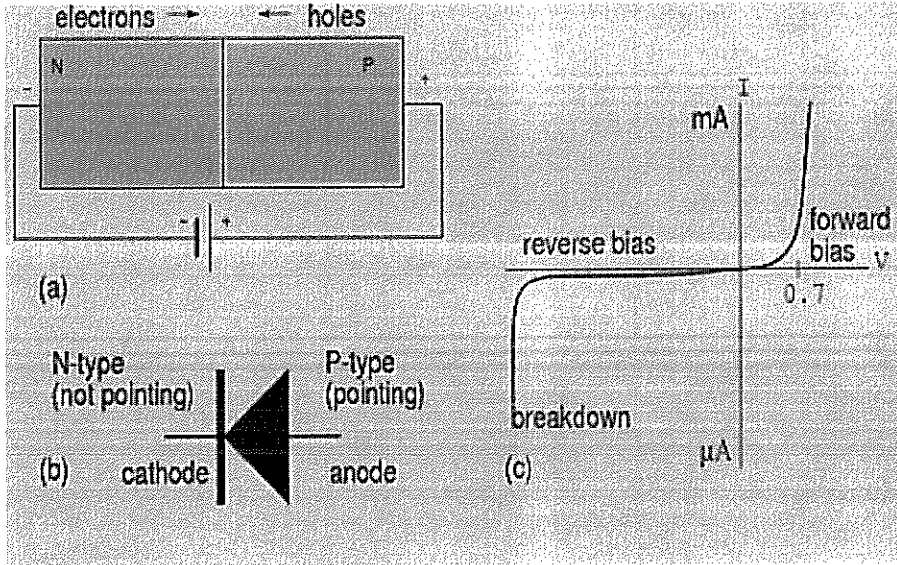 electrons → ← holes
N P
- +
- +
(a)
N-type
(not pointing)
P-type
(pointing)
(b)
cathode
anode
I
mA
reverse bias
forward
bias
V
0.7
breakdown
µA
(c)